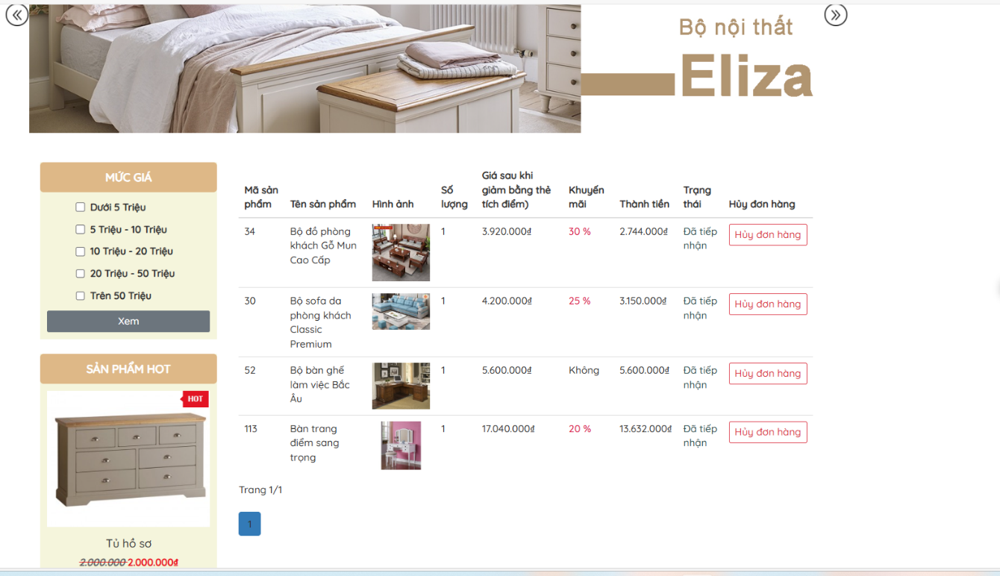 Bộ nội thất
Eliza
MỨC GIÁ
Dưới 5 Triệu
5 Triệu - 10 Triệu
10 Triệu - 20 Triệu
20 Triệu - 50 Triệu
Trên 50 Triệu
Xem
SẢN PHẨM HOT
HOT
Tủ hồ sơ
2.000.000 2.000.000₫
Mã sản
phẩm
Tên sản phẩm
Hình ảnh
Số
lượng
Giá sau khi
giảm bằng thẻ
tích điểm)
Khuyến
mãi
Thành tiền
Trạng
thái
Hủy đơn hàng
34
Bộ đồ phòng
khách Gỗ Mun
Cao Cấp
1
3.920.000₫
30 %
2.744.000₫
Đã tiếp
nhận
Hủy đơn hàng
30
Bộ sofa da
phòng khách
Classic
Premium
1
4.200.000₫
25 %
3.150.000₫
Đã tiếp
nhận
Hủy đơn hàng
52
Bộ bàn ghế
làm việc Bắc
Âu
1
5.600.000₫
Không
5.600.000₫
Đã tiếp
nhận
Hủy đơn hàng
113
Bàn trang
điểm sang
trọng
1
17.040.000₫
20 %
13.632.000₫
Đã tiếp
nhận
Hủy đơn hàng
Trang 1/1
1